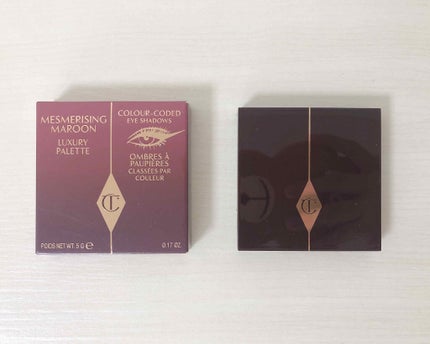 MESMERISING
MAROON
LUXURY
PALETTE
COLOUR-CODED
EYE SHADOWS
OMBRES À
PAUPIÈRES
CLASSÉES PAR
COULEUR
POIDS NET WT. 5 G e
0.17 OZ.
CT
CT